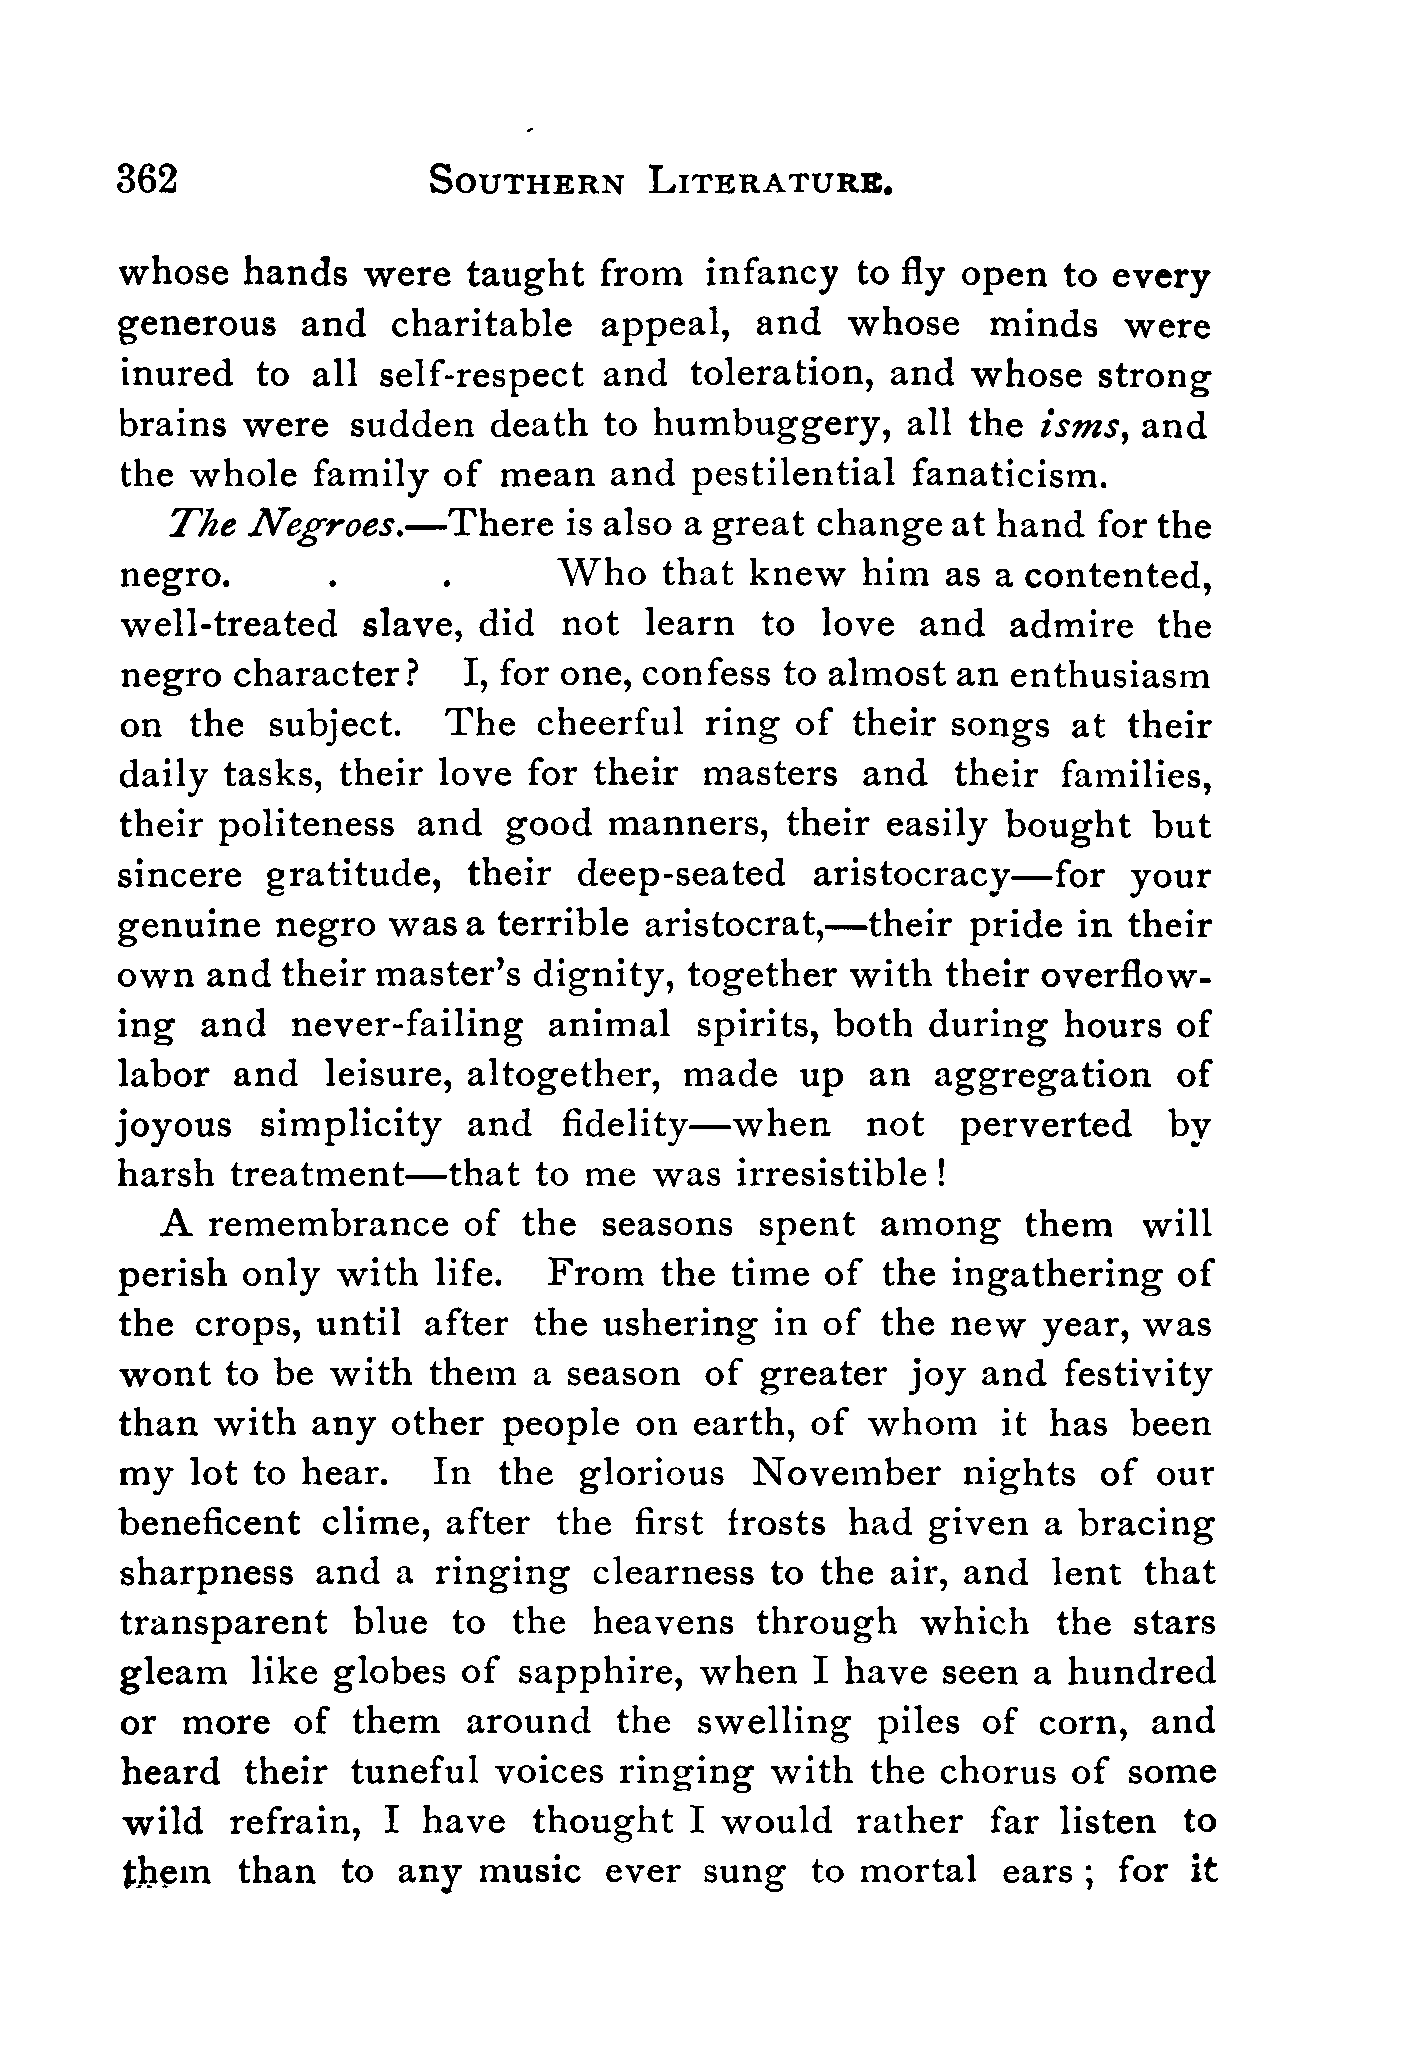 362 SOUTHERN LITERATURE.
whose hands were taught from infancy to fly open to every
generous and charitable appeal, and whose minds were
inured to all self-respect and toleration, and whose strong
brains were sudden death to humbuggery, all the isms, and
the whole family of mean and pestilential fanaticism.
The Negroes.—There is also a great change at hand for the
negro. . . Who that knew him as a contented,
well-treated slave, did not learn to love and admire the
negro character? I, for one, confess to almost an enthusiasm
on the subject. The cheerful ring of their songs at their
daily tasks, their love for their masters and their families,
their politeness and good manners, their easily bought but
sincere gratitude, their deep-seated aristocracy—for your
genuine negro was a terrible aristocrat,—their pride in their
own and their master's dignity, together with their overflow-
ing and never-failing animal spirits, both during hours of
labor and leisure, altogether, made up an aggregation of
joyous simplicity and fidelity—when not perverted by
harsh treatment—that to me was irresistible!
A remembrance of the seasons spent among them will
perish only with life. From the time of the ingathering of
the crops, until after the ushering in of the new year, was
wont to be with them a season of greater joy and festivity
than with any other people on earth, of whom it has been
my lot to hear. In the glorious November nights of our
beneficent clime, after the first frosts had given a bracing
sharpness and a ringing clearness to the air, and lent that
transparent blue to the heavens through which the stars
gleam like globes of sapphire, when I have seen a hundred
or more of them around the swelling piles of corn, and
heard their tuneful voices ringing with the chorus of some
wild refrain, I have thought I would rather far listen to
them than to any music ever sung to mortal ears; for it